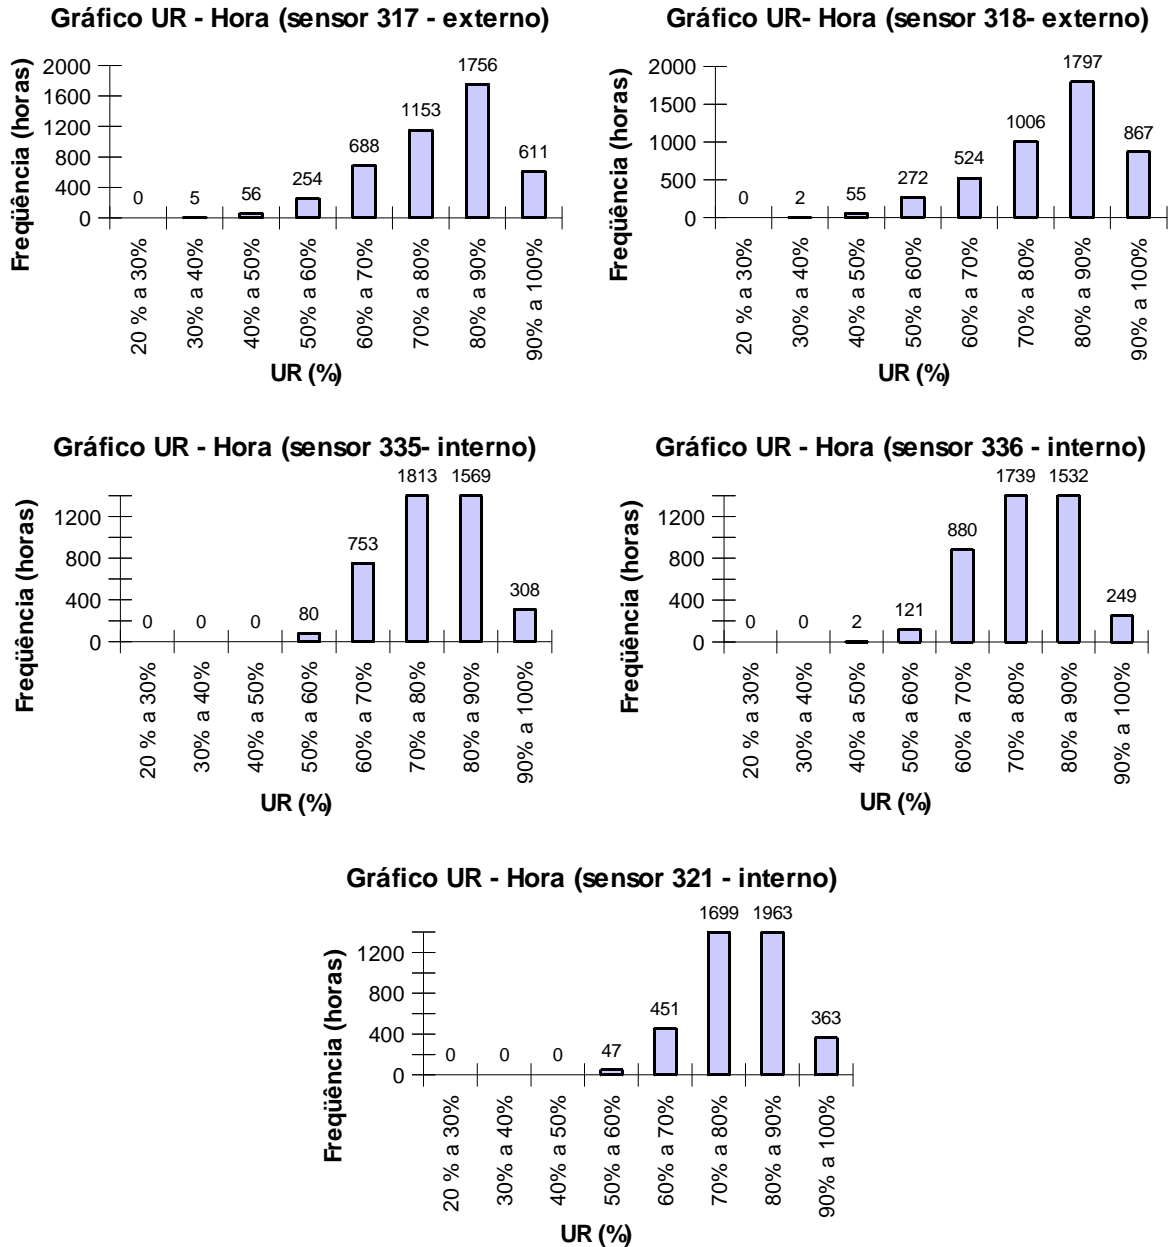 Gráfico UR - Hora (sensor 317 - externo)
Freqüência (horas)
2000
1600
1200
800
400
0
0
5
56
254
688
1153
1756
611
20 % a 30%
30% a 40%
40% a 50%
50% a 60%
60% a 70%
70% a 80%
80% a 90%
90% a 100%
UR (%)
Gráfico UR- Hora (sensor 318- externo)
Freqüência (horas)
2000
1500
1000
500
0
0
2
55
272
524
1006
1797
867
20 % a 30%
30% a 40%
40% a 50%
50% a 60%
60% a 70%
70% a 80%
80% a 90%
90% a 100%
UR (%)
Gráfico UR - Hora (sensor 335- interno)
Freqüência (horas)
1200
800
400
0
0
0
0
80
753
1813
1569
308
20 % a 30%
30% a 40%
40% a 50%
50% a 60%
60% a 70%
70% a 80%
80% a 90%
90% a 100%
UR (%)
Gráfico UR - Hora (sensor 336 - interno)
Freqüência (horas)
1200
800
400
0
0
0
2
121
880
1739
1532
249
20 % a 30%
30% a 40%
40% a 50%
50% a 60%
60% a 70%
70% a 80%
80% a 90%
90% a 100%
UR (%)
Gráfico UR - Hora (sensor 321 - interno)
Freqüência (horas)
1200
800
400
0
0
0
0
47
451
1699
1963
363
20 % a 30%
30% a 40%
40% a 50%
50% a 60%
60% a 70%
70% a 80%
80% a 90%
90% a 100%
UR (%)